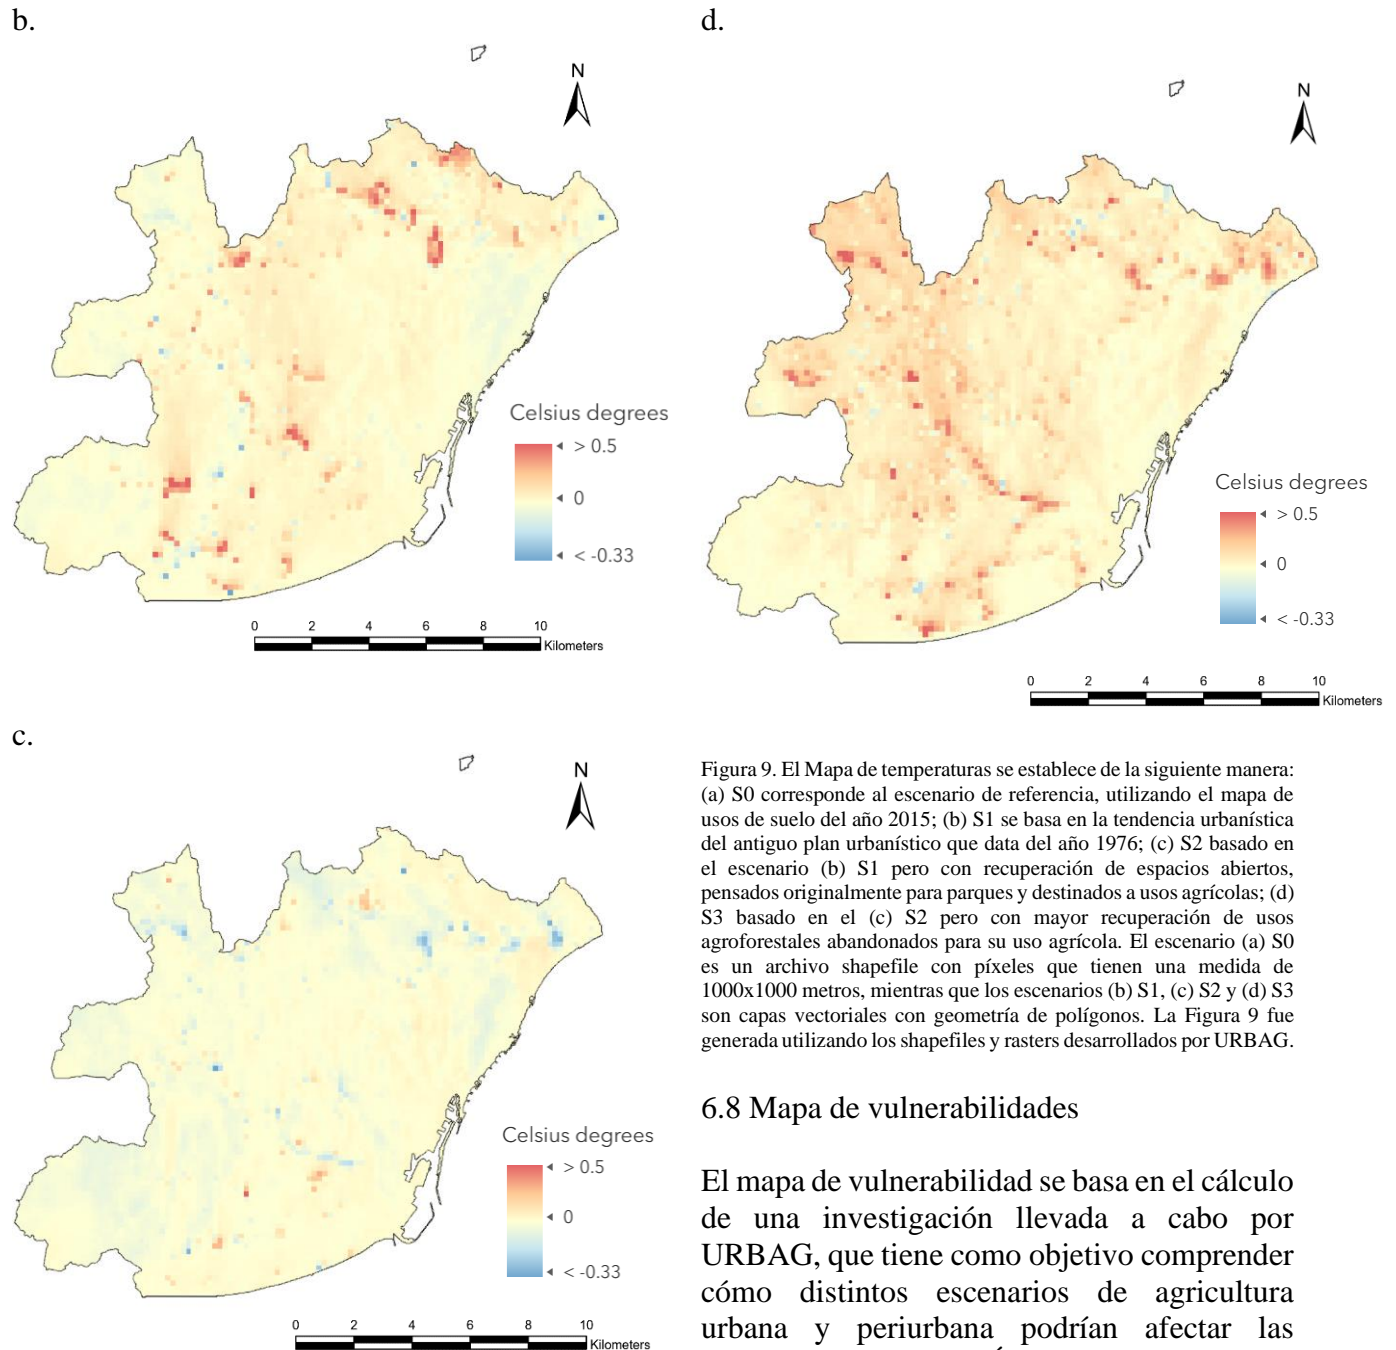 b.
N
Celsius degrees
> 0.5
0
< -0.33
0 2 4 6 8 10
Kilometers
c.
N
Celsius degrees
> 0.5
0
< -0.33
0 2 4 6 8 10
Kilometers
d.
N
Celsius degrees
> 0.5
0
< -0.33
0 2 4 6 8 10
Kilometers
Figura 9. El Mapa de temperaturas se establece de la siguiente manera:
(a) S0 corresponde al escenario de referencia, utilizando el mapa de
usos de suelo del año 2015; (b) S1 se basa en la tendencia urbanística
del antiguo plan urbanístico que data del año 1976; (c) S2 basado en
el escenario (b) S1 pero con recuperación de espacios abiertos,
pensados originalmente para parques y destinados a usos agrícolas; (d)
S3 basado en el (c) S2 pero con mayor recuperación de usos
agroforestales abandonados para su uso agrícola. El escenario (a) S0
es un archivo shapefile con píxeles que tienen una medida de
1000x1000 metros, mientras que los escenarios (b) S1, (c) S2 y (d) S3
son capas vectoriales con geometría de polígonos. La Figura 9 fue
generada utilizando los shapefiles y rasters desarrollados por URBAG.
6.8 Mapa de vulnerabilidades
El mapa de vulnerabilidad se basa en el cálculo
de una investigación llevada a cabo por
URBAG, que tiene como objetivo comprender
cómo distintos escenarios de agricultura
urbana y periurbana podrían afectar las